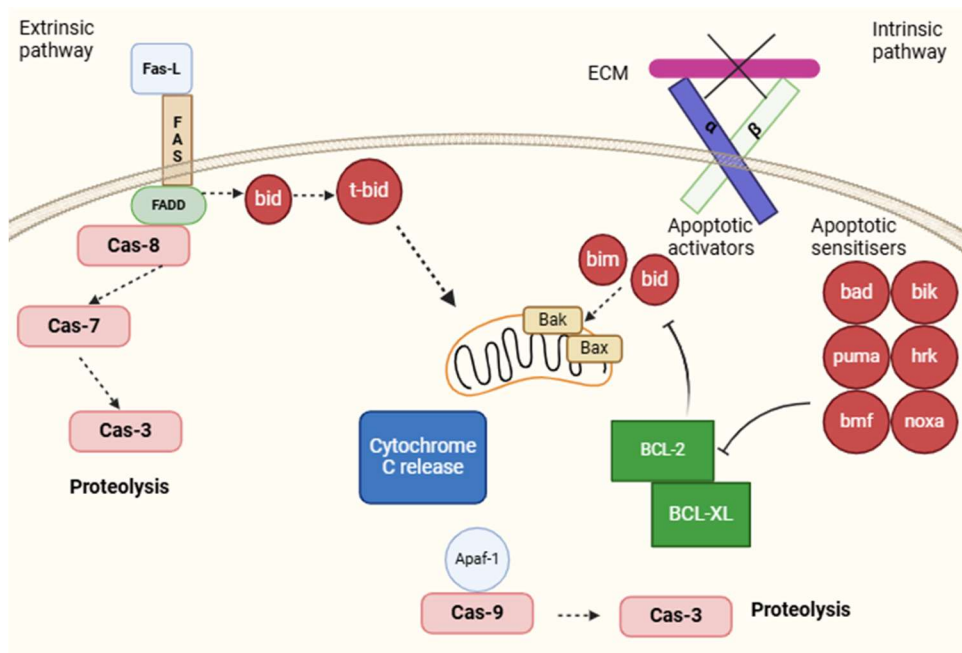 Extrinsic
pathway
Fas-L
F
A
S
FADD
Cas-8
Cas-7
Cas-3
Proteolysis
bid
t-bid
ECM
α
β
Intrinsic
pathway
Apoptotic
activators
bim
bid
Bak
Bax
Apoptotic
sensitisers
bad
bik
puma
hrk
bmf
noxa
BCL-2
BCL-XL
Cytochrome
C release
Apaf-1
Cas-9
Cas-3
Proteolysis